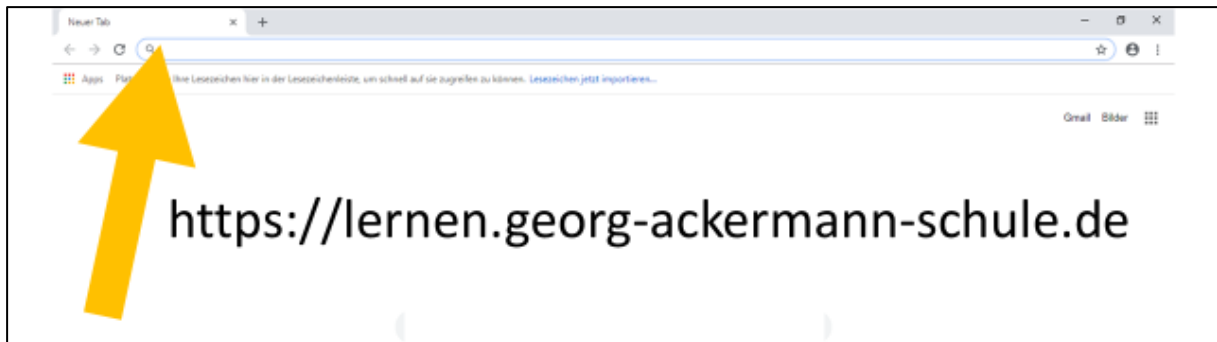 Neuer Tab
Apps
Ihre Lesezeichen hier in der Lesezeichenleiste, um schnell auf sie zugreifen zu können. Lesezeichen jetzt importieren...
Gmail Bilder
https://lernen.georg-ackermann-schule.de